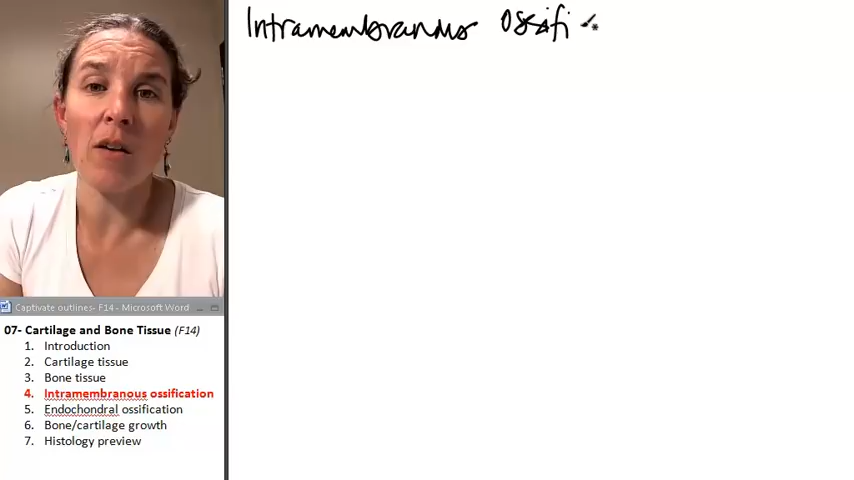 Intramembranous Ossifi
Captivate outlines- F14 - Microsoft Word
07- Cartilage and Bone Tissue (F14)
1. Introduction
2. Cartilage tissue
3. Bone tissue
4. Intramembranous ossification
5. Endochondral ossification
6. Bone/cartilage growth
7. Histology preview